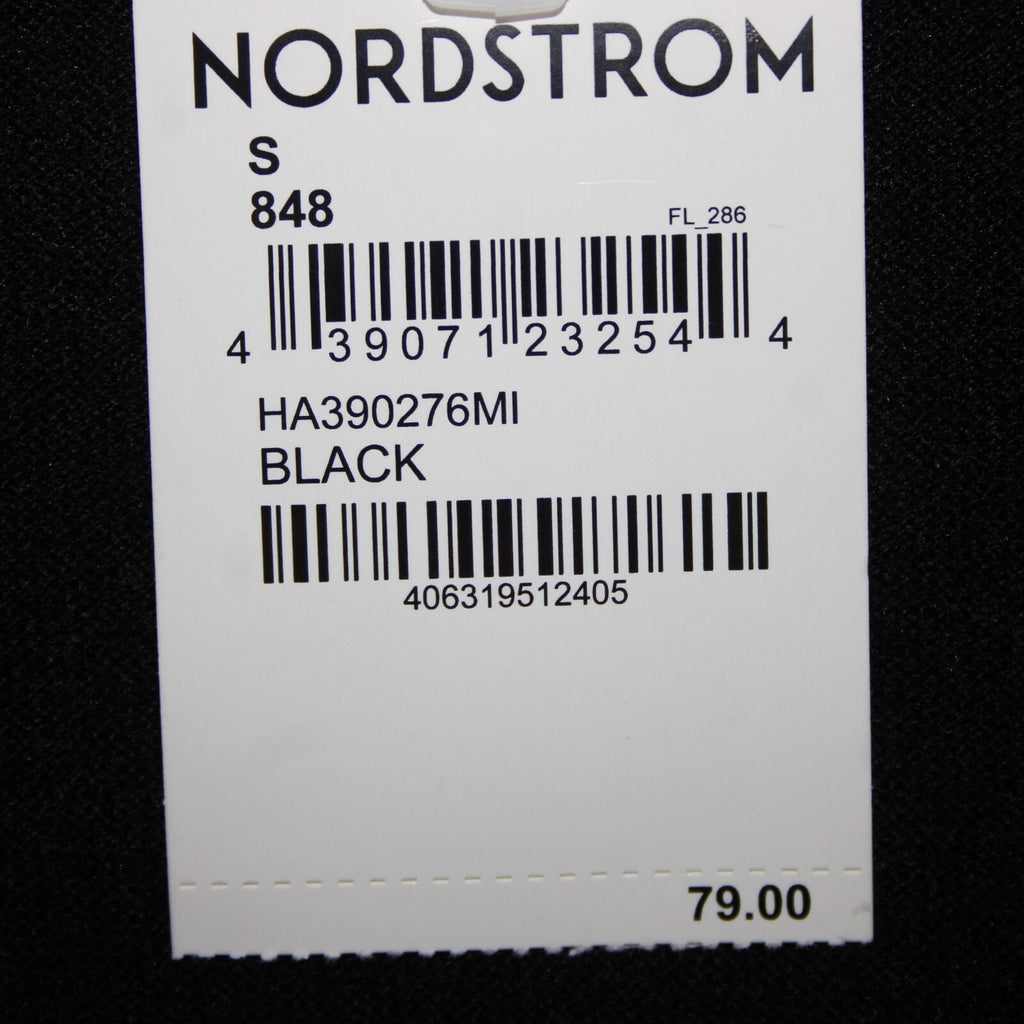 NORDSTROM
S
848
FL_286
4 39071 23254 4
HA390276MI
BLACK
406319512405
79.00